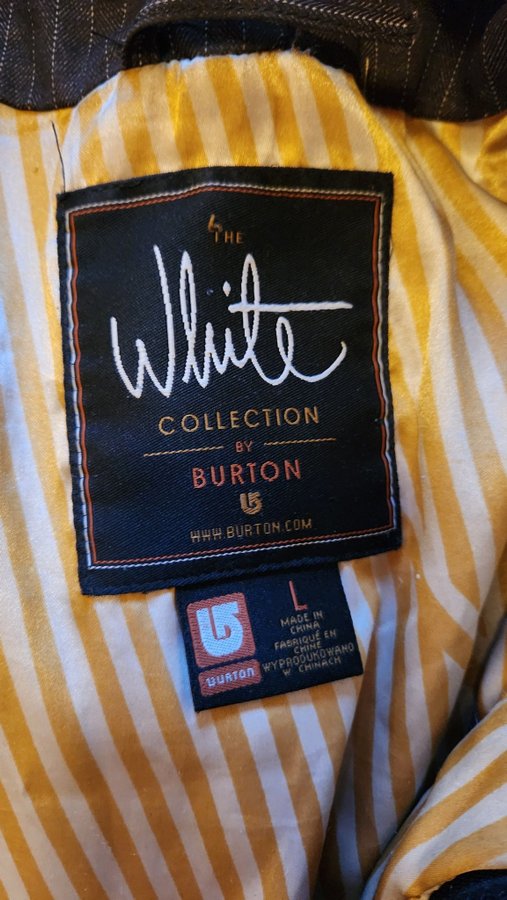 THE
White
COLLECTION
BY
BURTON
WWW.BURTON.COM
L
MADE IN
CHINA
FABRIQUÉ EN
CHINE
WYPRODUKOWANO
W CHINACH
BURTON